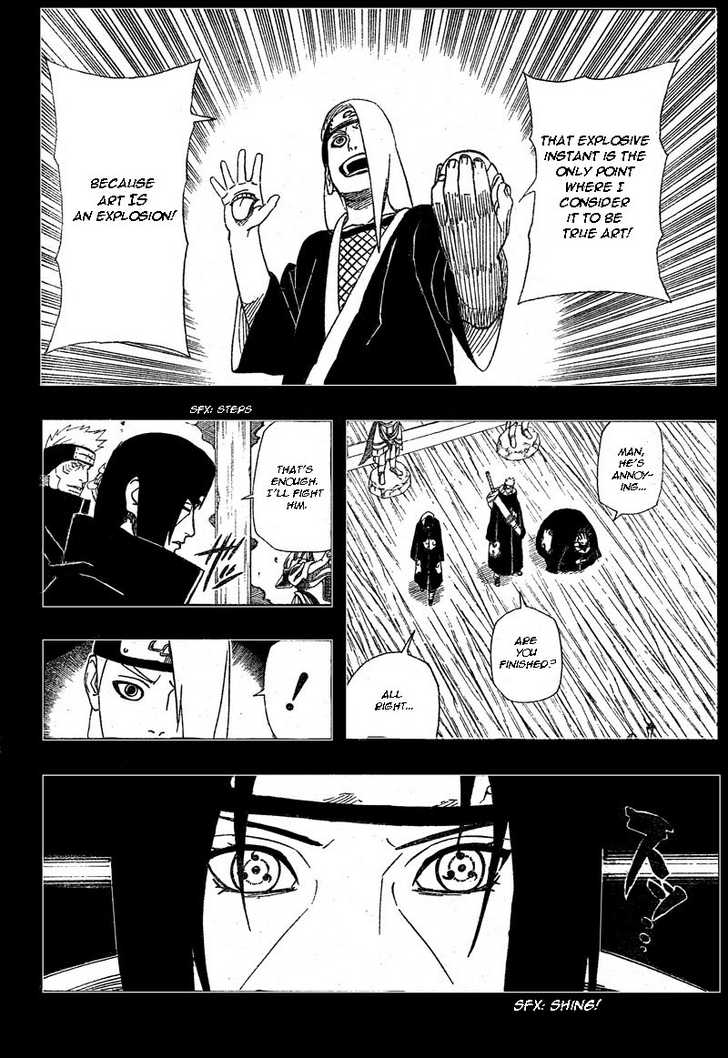 THAT EXPLOSIVE
INSTANT IS THE
ONLY POINT
WHERE I
CONSIDER
IT TO BE
TRUE ART!
BECAUSE
ART IS
AN EXPLOSION!
MAN,
HE'S
ANNOY-
ING...
ARE
YOU
FINISHED?
ALL
RIGHT...
SFX: STEPS
THAT'S
ENOUGH.
I'LL FIGHT
HIM.
!
SFX: SHING!